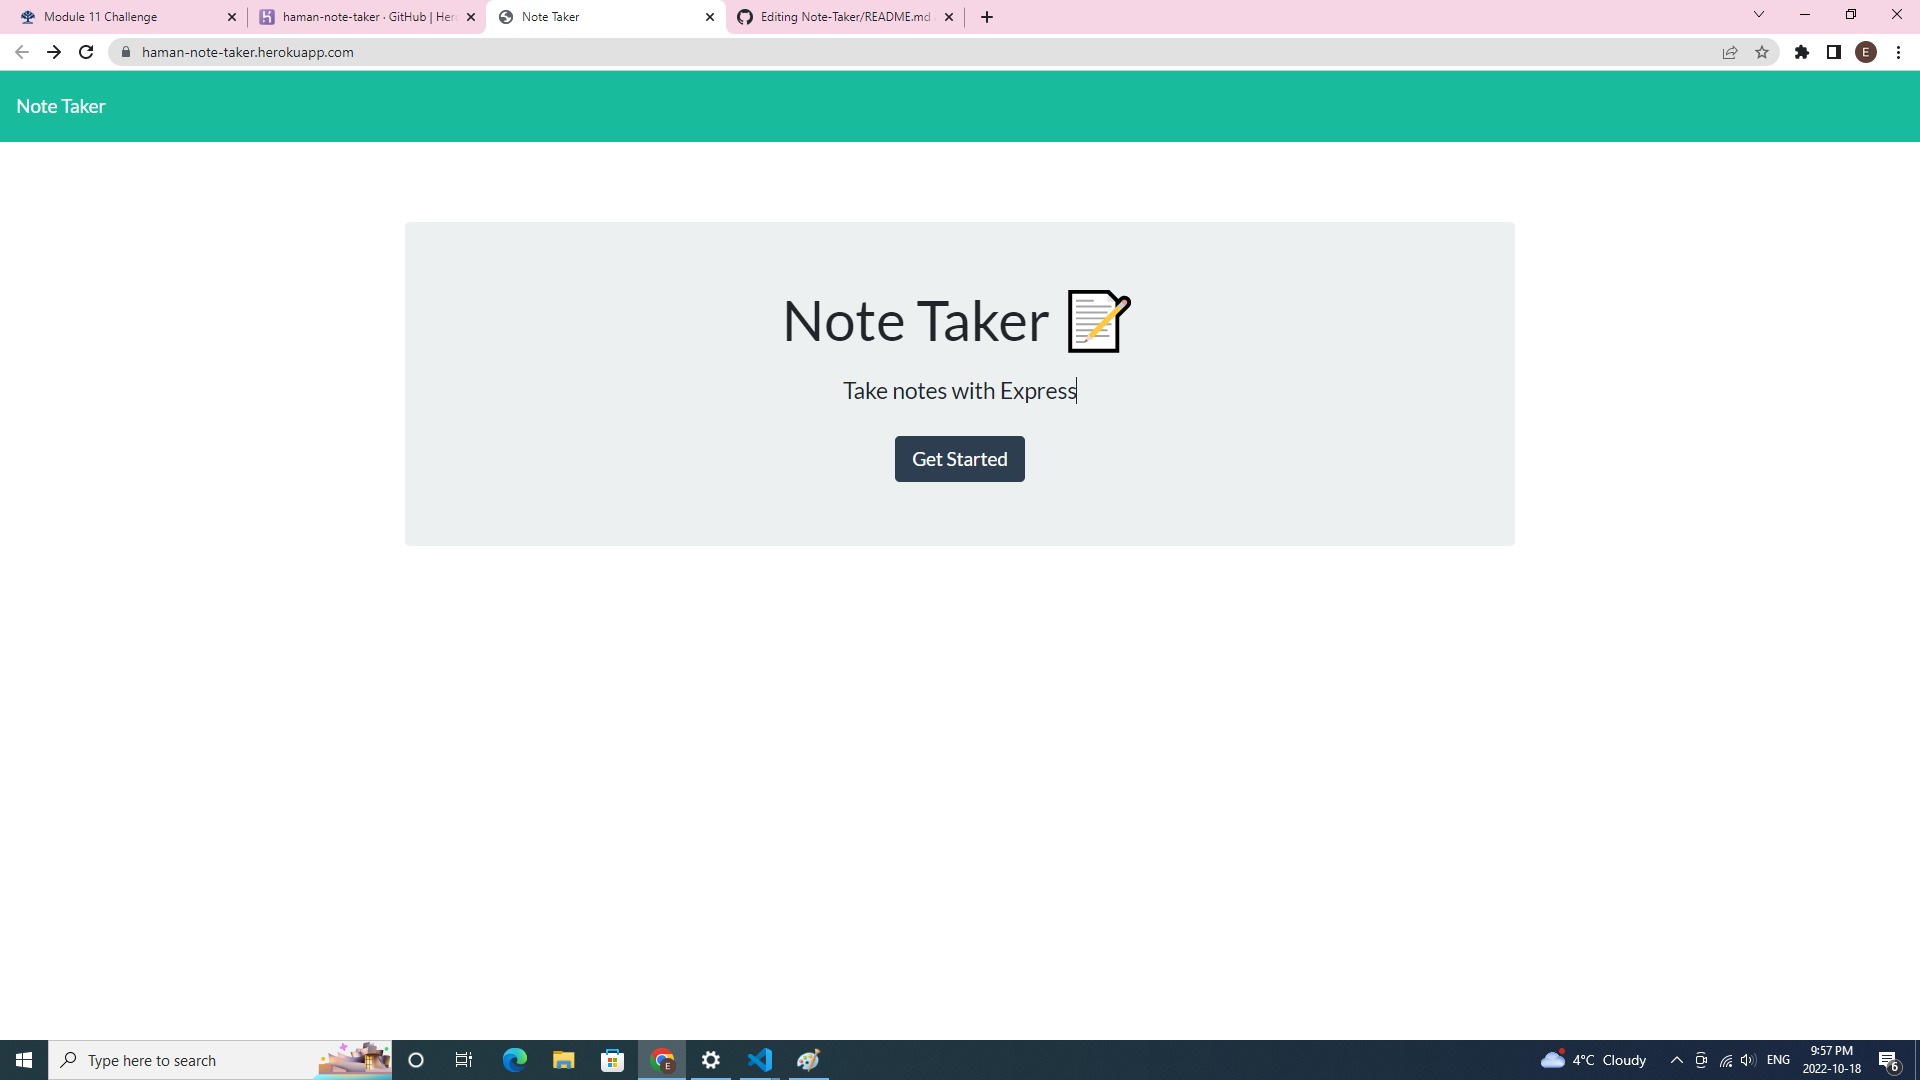 Module 11 Challenge
haman-note-taker · GitHub | Her
Note Taker
Editing Note-Taker/README.md
haman-note-taker.herokuapp.com
E
Note Taker
Note Taker
Take notes with Express
Get Started
Type here to search
E
4°C Cloudy
ENG
9:57 PM
2022-10-18
6